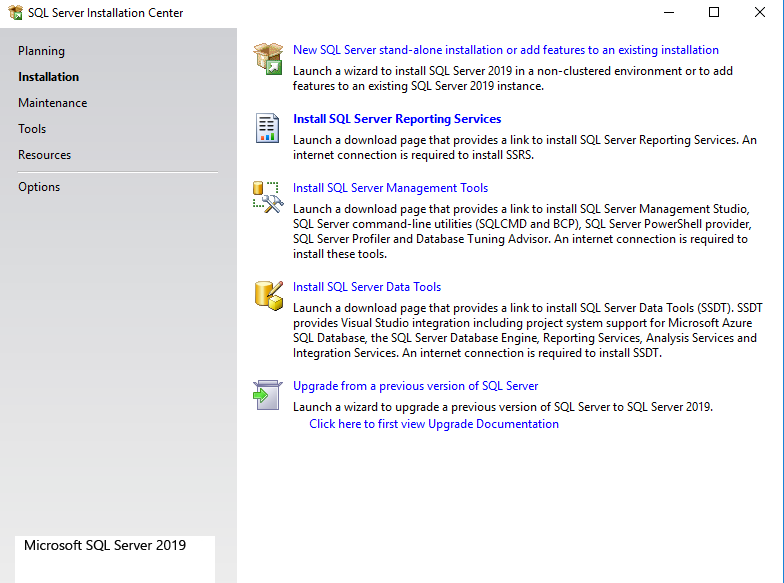 SQL Server Installation Center
Planning
Installation
Maintenance
Tools
Resources
Options
Microsoft SQL Server 2019
New SQL Server stand-alone installation or add features to an existing installation
Launch a wizard to install SQL Server 2019 in a non-clustered environment or to add
features to an existing SQL Server 2019 instance.
Install SQL Server Reporting Services
Launch a download page that provides a link to install SQL Server Reporting Services. An
internet connection is required to install SSRS.
Install SQL Server Management Tools
Launch a download page that provides a link to install SQL Server Management Studio,
SQL Server command-line utilities (SQLCMD and BCP), SQL Server PowerShell provider,
SQL Server Profiler and Database Tuning Advisor. An internet connection is required to
install these tools.
Install SQL Server Data Tools
Launch a download page that provides a link to install SQL Server Data Tools (SSDT). SSDT
provides Visual Studio integration including project system support for Microsoft Azure
SQL Database, the SQL Server Database Engine, Reporting Services, Analysis Services and
Integration Services. An internet connection is required to install SSDT.
Upgrade from a previous version of SQL Server
Launch a wizard to upgrade a previous version of SQL Server to SQL Server 2019.
Click here to first view Upgrade Documentation